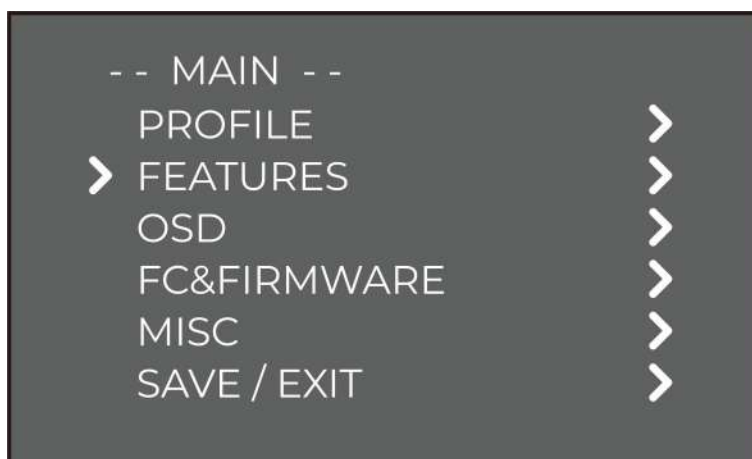 - - MAIN - -
PROFILE >
> FEATURES >
OSD >
FC&FIRMWARE >
MISC >
SAVE / EXIT >